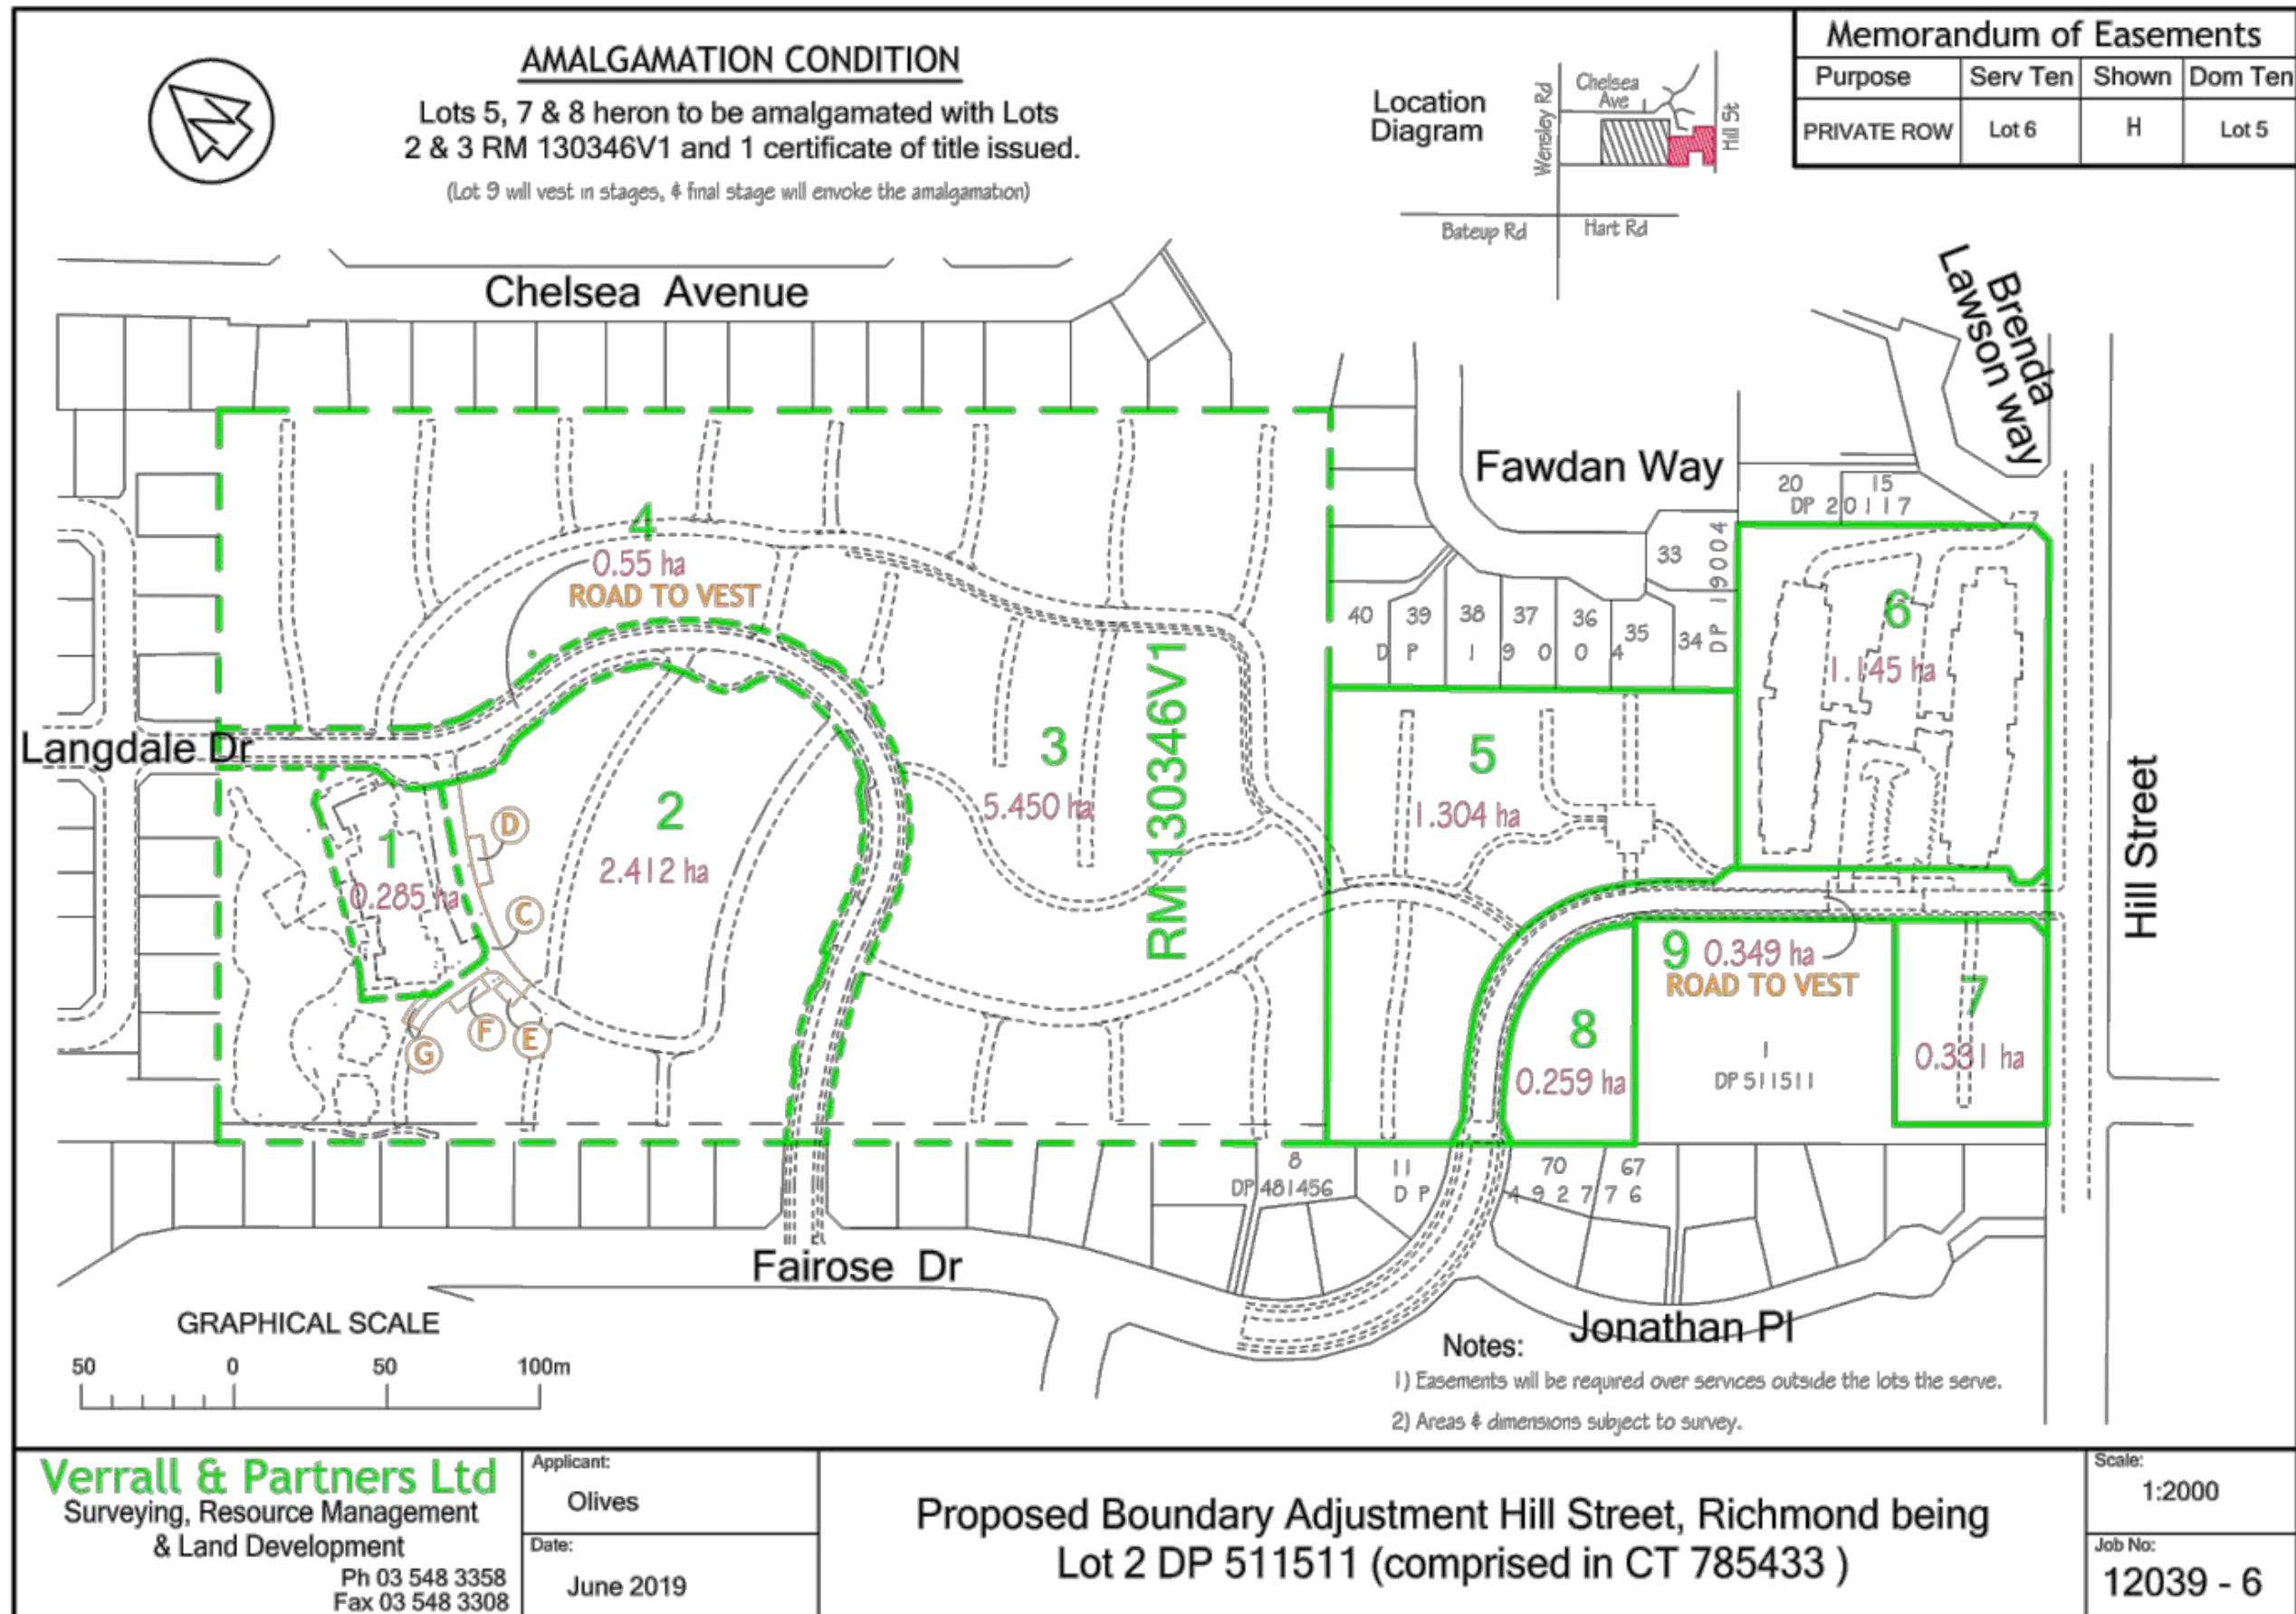 AMALGAMATION CONDITION
Lots 5, 7 & 8 heron to be amalgamated with Lots
2 & 3 RM 130346V1 and 1 certificate of title issued.
(Lot 9 will vest in stages, & final stage will envoke the amalgamation)
Location
Diagram
Wensley Rd
Chelsea
Ave
Hill St
Bateup Rd
Hart Rd
Memorandum of Easements
Purpose Serv Ten Shown Dom Ten
PRIVATE ROW Lot 6 H Lot 5
Chelsea Avenue
Brenda
Lawson way
Fawdan Way
20 15
DP 20117
33
DP 19004
40 39 38 37 36 35 34
DP 19004
4
0.55 ha
ROAD TO VEST
6
1.145 ha
RM 130346V1
Langdale Dr
3
5.450 ha
5
1.304 ha
2
2.412 ha
1
0.285 ha
D
C
F
E
G
Hill Street
9 0.349 ha
ROAD TO VEST
7
0.331 ha
8
0.259 ha
1
DP 511511
8
DP 481456
11 70 67
DP 492776
Fairose Dr
Jonathan Pl
GRAPHICAL SCALE
50 0 50 100m
Notes:
1) Easements will be required over services outside the lots the serve.
2) Areas & dimensions subject to survey.
Verrall & Partners Ltd
Surveying, Resource Management
& Land Development
Ph 03 548 3358
Fax 03 548 3308
Applicant:
Olives
Date:
June 2019
Proposed Boundary Adjustment Hill Street, Richmond being
Lot 2 DP 511511 (comprised in CT 785433 )
Scale:
1:2000
Job No:
12039 - 6